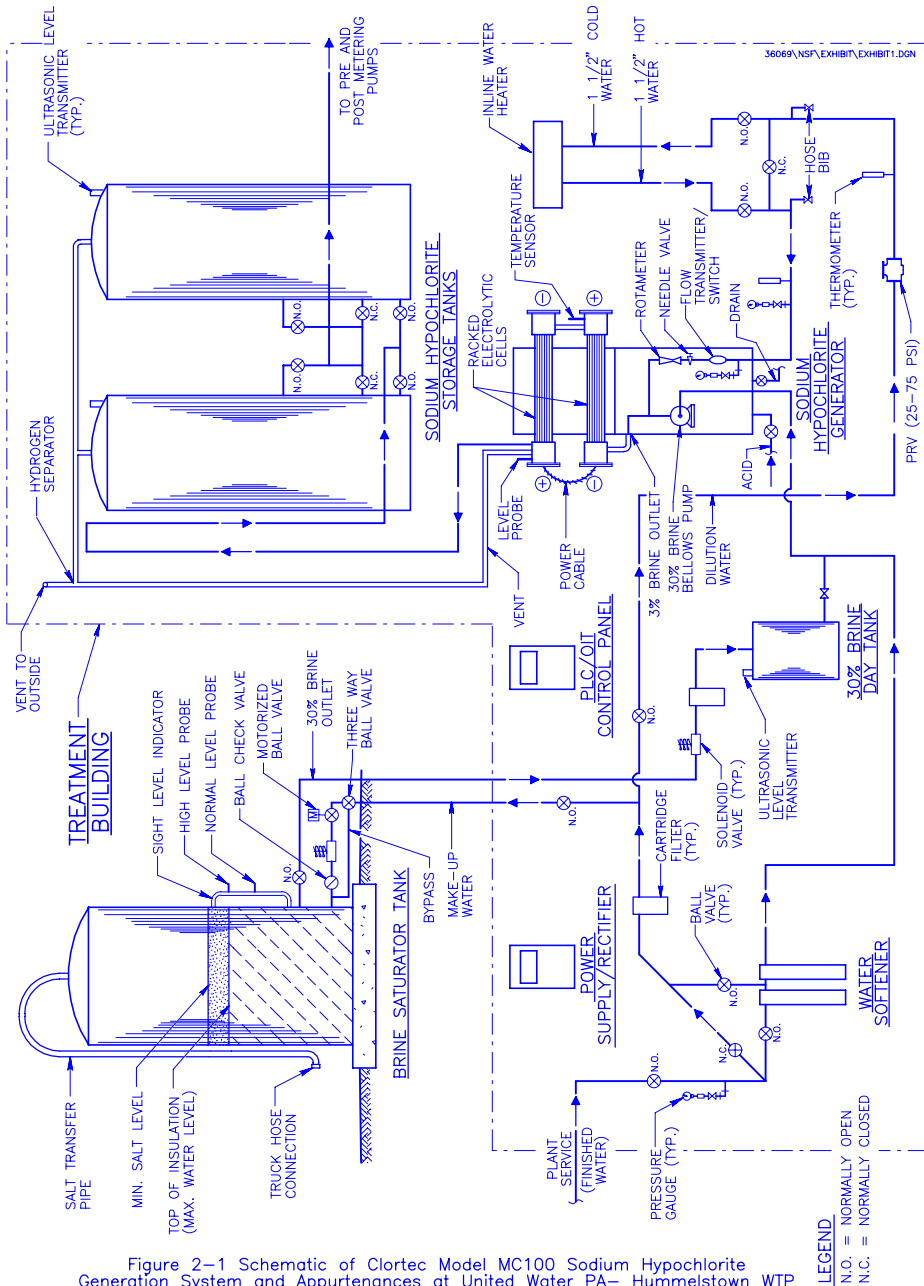 TREATMENT
BUILDING
VENT TO
OUTSIDE
HYDROGEN
SEPARATOR
ULTRASONIC LEVEL
TRANSMITTER
(TYP.)
TO PRE AND
POST METERING
PUMPS
N.O.
N.C.
N.O.
N.C.
N.C.
N.O.
SODIUM HYPOCHLORITE
STORAGE TANKS
INLINE WATER
HEATER
1 1/2" COLD
WATER
1 1/2" HOT
WATER
36069\NSF\EXHIBIT\EXHIBIT1.DGN
SALT TRANSFER
PIPE
MIN. SALT LEVEL
TOP OF INSULATION
(MAX. WATER LEVEL)
TRUCK HOSE
CONNECTION
SIGHT LEVEL INDICATOR
HIGH LEVEL PROBE
NORMAL LEVEL PROBE
BALL CHECK VALVE
MOTORIZED
BALL VALVE
30% BRINE
OUTLET
THREE WAY
BALL VALVE
N.O.
M
BRINE SATURATOR TANK
BYPASS
MAKE-UP
WATER
N.O.
VENT
LEVEL
PROBE
POWER
CABLE
RACKED
ELECTROLYTIC
CELLS
TEMPERATURE
SENSOR
+
−
−
+
ROTAMETER
NEEDLE VALVE
FLOW
TRANSMITTER/
SWITCH
DRAIN
3% BRINE OUTLET
30% BRINE
BELLOWS PUMP
DILUTION
WATER
ACID
SODIUM
HYPOCHLORITE
GENERATOR
N.O.
N.C.
N.O.
HOSE
BIB
THERMOMETER
(TYP.)
PRV (25-75 PSI)
PLC/OIT
CONTROL PANEL
N.O.
POWER
SUPPLY/RECTIFIER
CARTRIDGE
FILTER
(TYP.)
SOLENOID
VALVE (TYP.)
ULTRASONIC
LEVEL
TRANSMITTER
30% BRINE
DAY TANK
BALL
VALVE
(TYP.)
N.O.
WATER
SOFTENER
N.O.
N.C.
N.O.
PLANT
SERVICE
(FINISHED
WATER)
PRESSURE
GAUGE (TYP.)
LEGEND
N.O. = NORMALLY OPEN
N.C. = NORMALLY CLOSED
Figure 2-1 Schematic of Clortec Model MC100 Sodium Hypochlorite
Generation System and Appurtenances at United Water PA- Hummelstown WTP